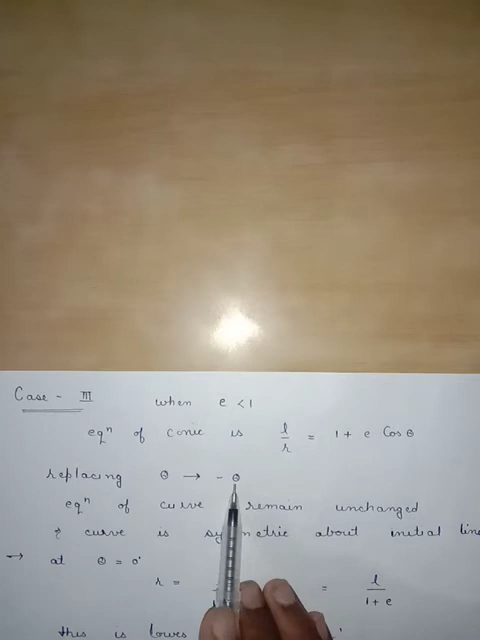 Case - III when e < 1
eqⁿ of conic is l/r = 1 + e Cos θ
replacing θ → - θ
eqⁿ of curve remain unchanged
& curve is symmetric about initial line
→ at θ = 0°
r = = l/(1 + e)
this is lowes